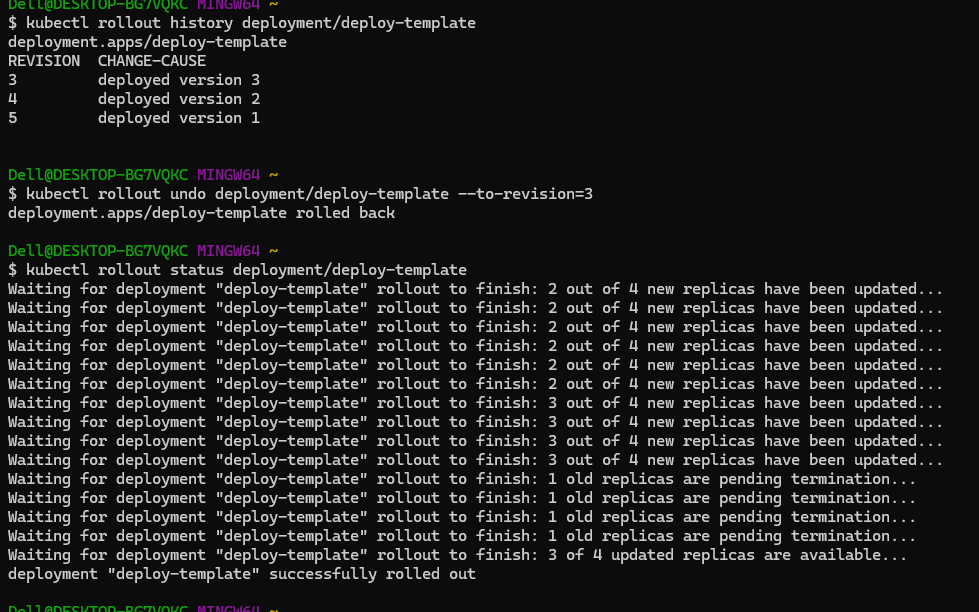 Dell@DESKTOP-BG7VQKC MINGW64 ~
$ kubectl rollout history deployment/deploy-template
deployment.apps/deploy-template
REVISION  CHANGE-CAUSE
3         deployed version 3
4         deployed version 2
5         deployed version 1
Dell@DESKTOP-BG7VQKC MINGW64 ~
$ kubectl rollout undo deployment/deploy-template --to-revision=3
deployment.apps/deploy-template rolled back
Dell@DESKTOP-BG7VQKC MINGW64 ~
$ kubectl rollout status deployment/deploy-template
Waiting for deployment "deploy-template" rollout to finish: 2 out of 4 new replicas have been updated...
Waiting for deployment "deploy-template" rollout to finish: 2 out of 4 new replicas have been updated...
Waiting for deployment "deploy-template" rollout to finish: 2 out of 4 new replicas have been updated...
Waiting for deployment "deploy-template" rollout to finish: 2 out of 4 new replicas have been updated...
Waiting for deployment "deploy-template" rollout to finish: 2 out of 4 new replicas have been updated...
Waiting for deployment "deploy-template" rollout to finish: 2 out of 4 new replicas have been updated...
Waiting for deployment "deploy-template" rollout to finish: 3 out of 4 new replicas have been updated...
Waiting for deployment "deploy-template" rollout to finish: 3 out of 4 new replicas have been updated...
Waiting for deployment "deploy-template" rollout to finish: 3 out of 4 new replicas have been updated...
Waiting for deployment "deploy-template" rollout to finish: 3 out of 4 new replicas have been updated...
Waiting for deployment "deploy-template" rollout to finish: 1 old replicas are pending termination...
Waiting for deployment "deploy-template" rollout to finish: 1 old replicas are pending termination...
Waiting for deployment "deploy-template" rollout to finish: 1 old replicas are pending termination...
Waiting for deployment "deploy-template" rollout to finish: 1 old replicas are pending termination...
Waiting for deployment "deploy-template" rollout to finish: 3 of 4 updated replicas are available...
deployment "deploy-template" successfully rolled out
Dell@DESKTOP-BG7VQKC MINGW64 ~